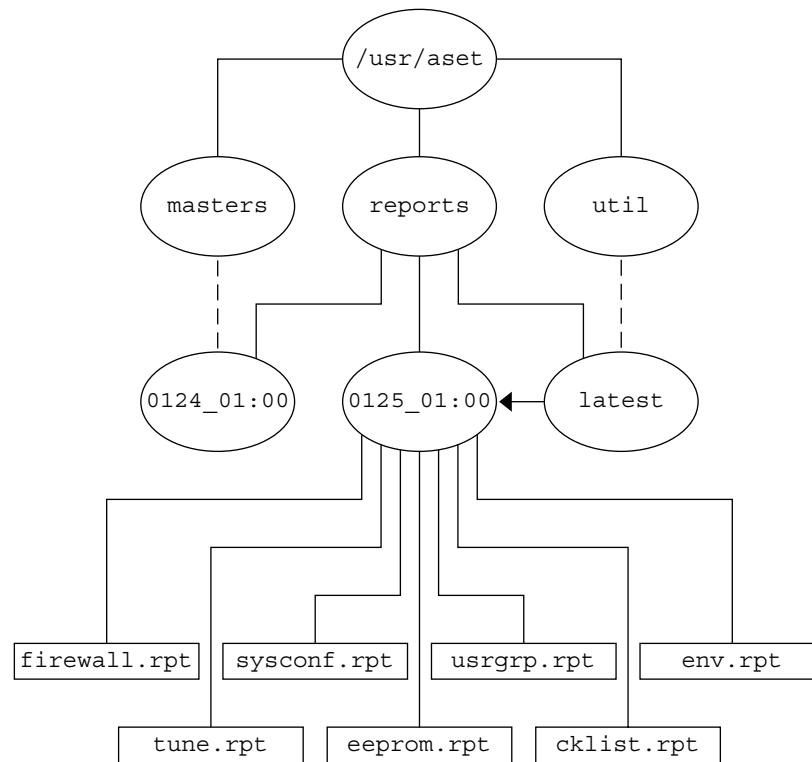 /usr/aset
masters
reports
util
0124_01:00
0125_01:00
latest
firewall.rpt
sysconf.rpt
usrgrp.rpt
env.rpt
tune.rpt
eeprom.rpt
cklist.rpt